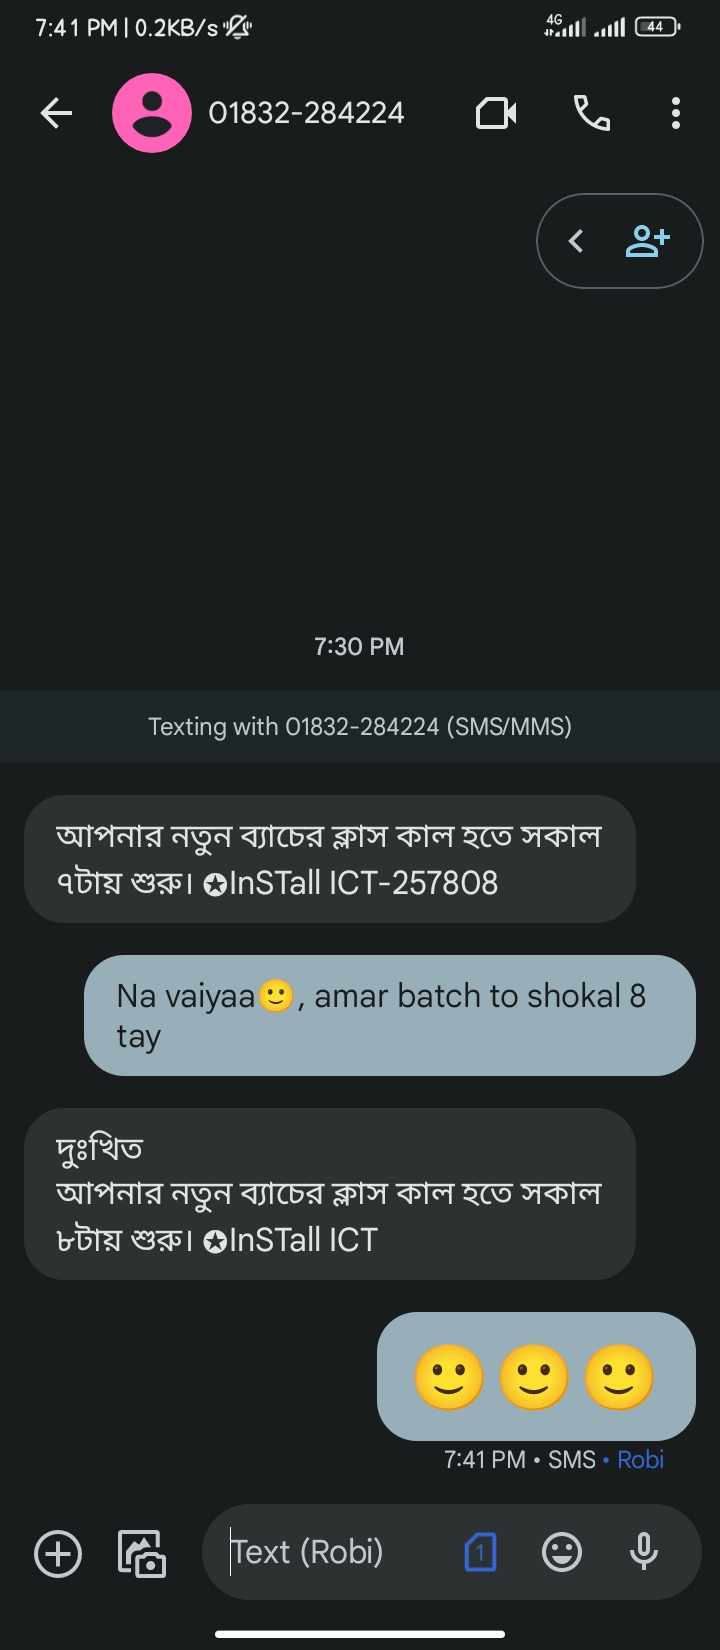 7:41 PM | 0.2KB/s
4G
44
01832-284224
7:30 PM
Texting with 01832-284224 (SMS/MMS)
আপনার নতুন ব্যাচের ক্লাস কাল হতে সকাল
৭টায় শুরু। ✪InSTall ICT-257808
Na vaiyaa🙂, amar batch to shokal 8
tay
দুঃখিত
আপনার নতুন ব্যাচের ক্লাস কাল হতে সকাল
৮টায় শুরু। ✪InSTall ICT
🙂🙂🙂
7:41 PM • SMS • Robi
Text (Robi)
1